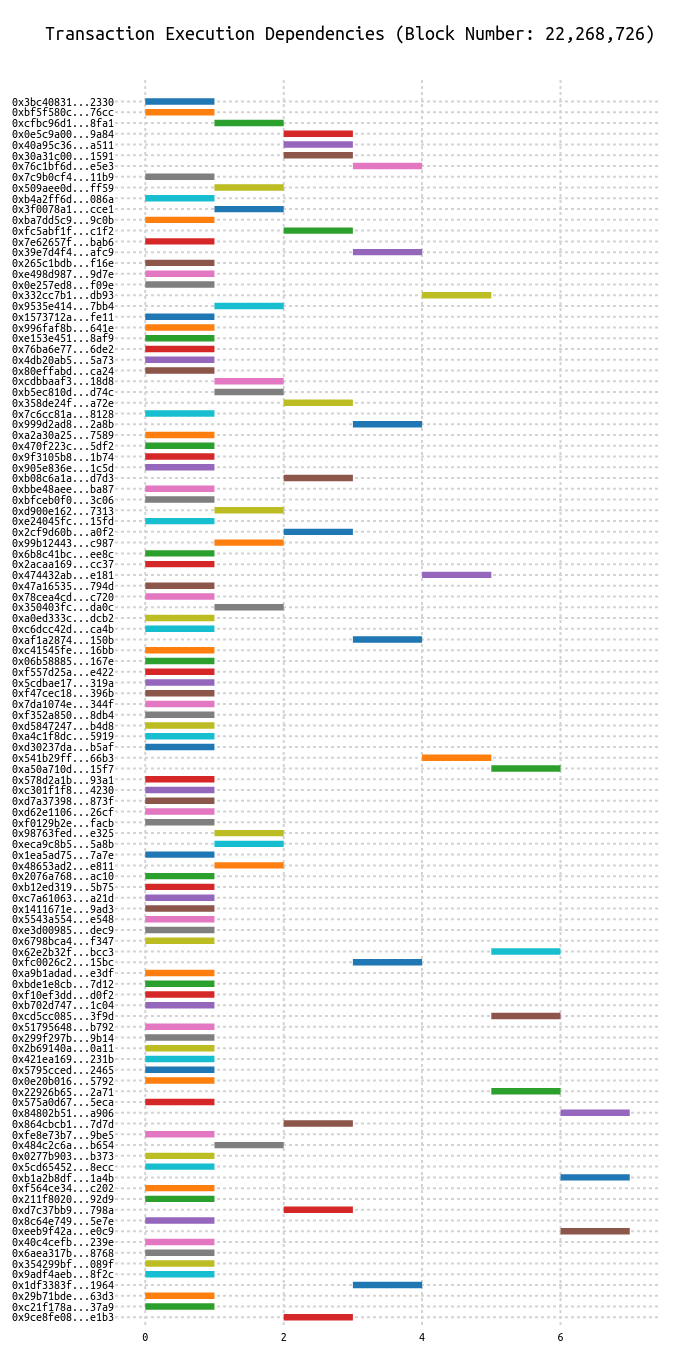 Transaction Execution Dependencies (Block Number: 22,268,726)
0x3bc40831...2330
0xbf5f580c...76cc
0xcfbc96d1...8fa1
0x0e5c9a00...9a84
0x40a95c36...a511
0x30a31c00...1591
0x76c1bf6d...e5e3
0x7c9b0cf4...11b9
0x509aee0d...ff59
0xb4a2ff6d...086a
0x3f0078a1...cce1
0xba7dd5c9...9c0b
0xfc5abf1f...c1f2
0x7e62657f...bab6
0x39e7d4f4...afc9
0x265c1bdb...f16e
0xe498d987...9d7e
0x0e257ed8...f09e
0x332cc7b1...db93
0x9535e414...7bb4
0x1573712a...fe11
0x996faf8b...641e
0xe153e451...8af9
0x76ba6e77...6de2
0x4db20ab5...5a73
0x80effabd...ca24
0xcdbbaaf3...18d8
0xb5ec810d...d74c
0x358de24f...a72e
0x7c6cc81a...8128
0x999d2ad8...2a8b
0xa2a30a25...7589
0x470f223c...5df2
0x9f3105b8...1b74
0x905e836e...1c5d
0xb08c6a1a...d7d3
0xbbe48aee...ba87
0xbfceb0f0...3c06
0xd900e162...7313
0xe24045fc...15fd
0x2cf9d60b...a0f2
0x99b12443...c987
0x6b8c41bc...ee8c
0x2acaa169...cc37
0x474432ab...e181
0x47a16535...794d
0x78cea4cd...c720
0x350403fc...da0c
0xa0ed333c...dcb2
0xc6dcc42d...ca4b
0xaf1a2874...150b
0xc41545fe...16bb
0x06b58885...167e
0xf557d25a...e422
0x5cdbae17...319a
0xf47cec18...396b
0x7da1074e...344f
0xf352a850...8db4
0xd5847247...b4d8
0xa4c1f8dc...5919
0xd30237da...b5af
0x541b29ff...66b3
0xa50a710d...15f7
0x578d2a1b...93a1
0xc301f1f8...4230
0xd7a37398...873f
0xd62e1106...26cf
0xf0129b2e...facb
0x98763fed...e325
0xeca9c8b5...5a8b
0x1ea5ad75...7a7e
0x48653ad2...e811
0x2076a768...ac10
0xb12ed319...5b75
0xc7a61063...a21d
0x1411671e...9ad3
0x5543a554...e548
0xe3d00985...dec9
0x6798bca4...f347
0x62e2b32f...bcc3
0xfc0026c2...15bc
0xa9b1adad...e3df
0xbde1e8cb...7d12
0xf10ef3dd...d0f2
0xb702d747...1c04
0xcd5cc085...3f9d
0x51795648...b792
0x299f297b...9b14
0x2b69140a...0a11
0x421ea169...231b
0x5795cced...2465
0x0e20b016...5792
0x22926b65...2a71
0x575a0d67...5eca
0x84802b51...a906
0x864cbcb1...7d7d
0xfe8e73b7...9be5
0x484c2c6a...b654
0x0277b903...b373
0x5cd65452...8ecc
0xb1a2b8df...1a4b
0xf564ce34...c202
0x211f8020...92d9
0xd7c37bb9...798a
0x8c64e749...5e7e
0xeeb9f42a...e0c9
0x40c4cefb...239e
0x6aea317b...8768
0x354299bf...089f
0x9adf4aeb...8f2c
0x1df3383f...1964
0x29b71bde...63d3
0xc21f178a...37a9
0x9ce8fe08...e1b3
0 2 4 6